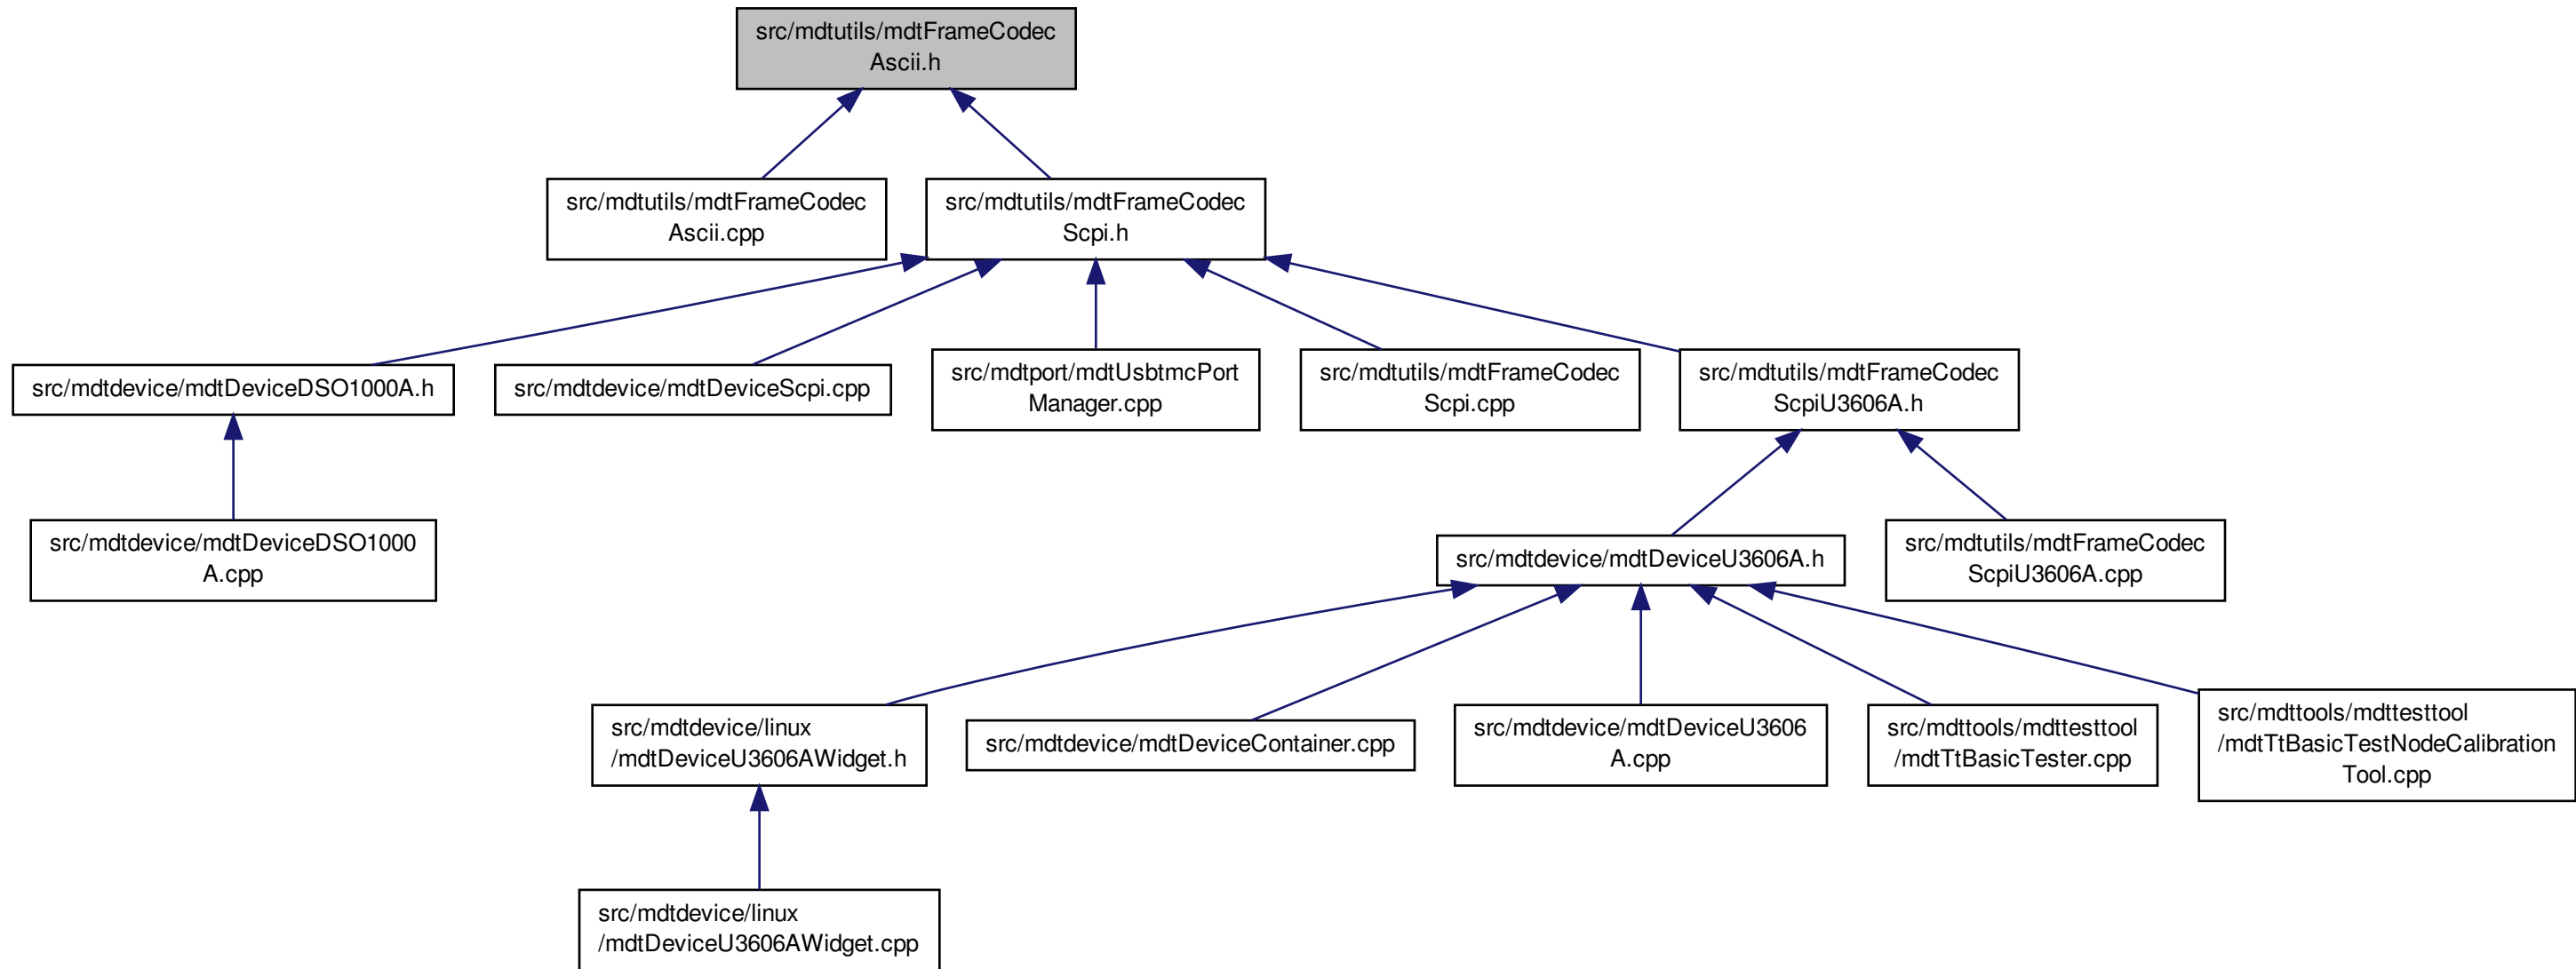 src/mdtutils/mdtFrameCodec
Ascii.h
src/mdtutils/mdtFrameCodec
Ascii.cpp
src/mdtutils/mdtFrameCodec
Scpi.h
src/mdtdevice/mdtDeviceDSO1000A.h
src/mdtdevice/mdtDeviceScpi.cpp
src/mdtport/mdtUsbtmcPort
Manager.cpp
src/mdtutils/mdtFrameCodec
Scpi.cpp
src/mdtutils/mdtFrameCodec
ScpiU3606A.h
src/mdtdevice/mdtDeviceDSO1000
A.cpp
src/mdtdevice/mdtDeviceU3606A.h
src/mdtutils/mdtFrameCodec
ScpiU3606A.cpp
src/mdtdevice/linux
/mdtDeviceU3606AWidget.h
src/mdtdevice/mdtDeviceContainer.cpp
src/mdtdevice/mdtDeviceU3606
A.cpp
src/mdttools/mdttesttool
/mdtTtBasicTester.cpp
src/mdttools/mdttesttool
/mdtTtBasicTestNodeCalibration
Tool.cpp
src/mdtdevice/linux
/mdtDeviceU3606AWidget.cpp